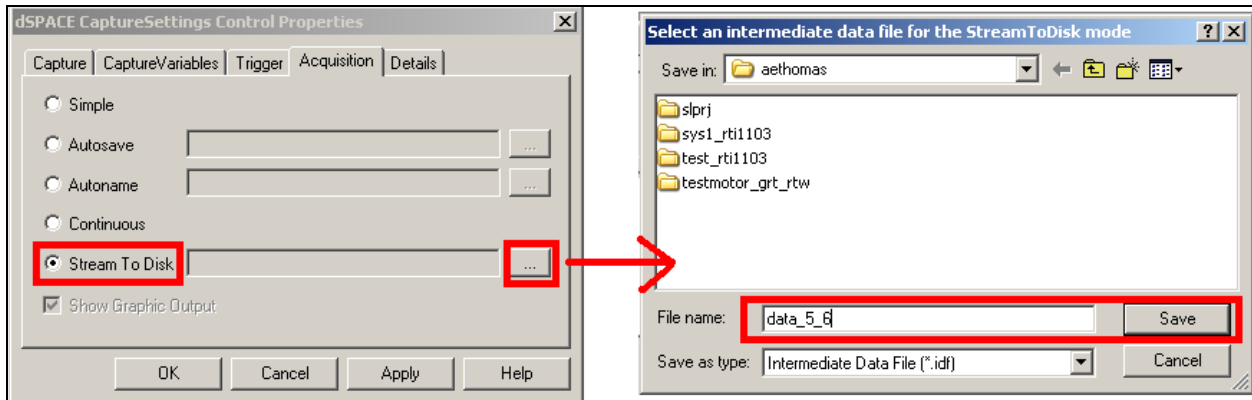 dSPACE CaptureSettings Control Properties
Capture CaptureVariables Trigger Acquisition Details
Simple
Autosave ...
Autoname ...
Continuous
Stream To Disk ...
Show Graphic Output
OK Cancel Apply Help
Select an intermediate data file for the StreamToDisk mode
Save in: aethomas
slprj
sys1_rti1103
test_rti1103
testmotor_grt_rtw
File name: data_5_6 Save
Save as type: Intermediate Data File (*.idf) Cancel